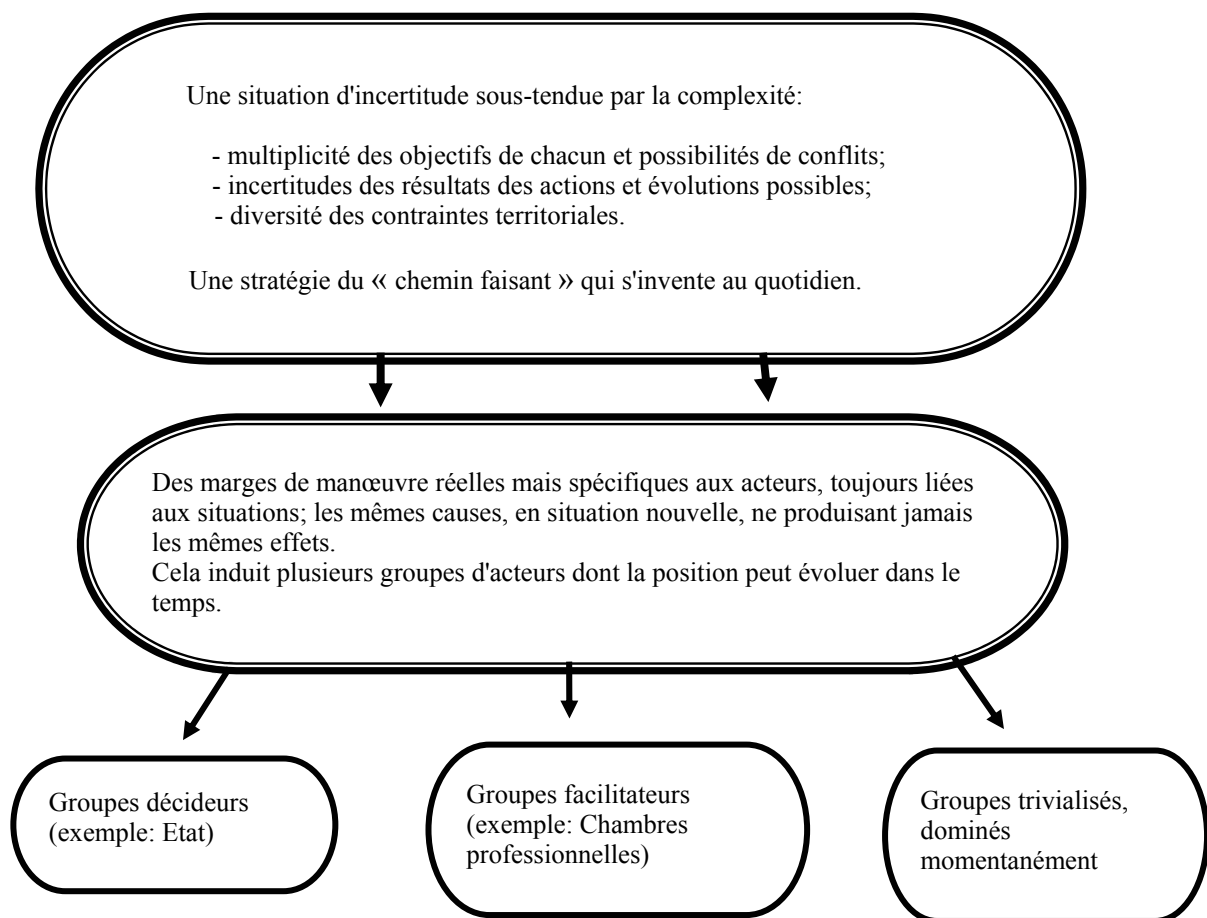 Une situation d'incertitude sous-tendue par la complexité:
- multiplicité des objectifs de chacun et possibilités de conflits;
- incertitudes des résultats des actions et évolutions possibles;
- diversité des contraintes territoriales.
Une stratégie du « chemin faisant » qui s'invente au quotidien.
Des marges de manœuvre réelles mais spécifiques aux acteurs, toujours liées
aux situations; les mêmes causes, en situation nouvelle, ne produisant jamais
les mêmes effets.
Cela induit plusieurs groupes d'acteurs dont la position peut évoluer dans le
temps.
Groupes décideurs
(exemple: Etat)
Groupes facilitateurs
(exemple: Chambres
professionnelles)
Groupes trivialisés,
dominés
momentanément